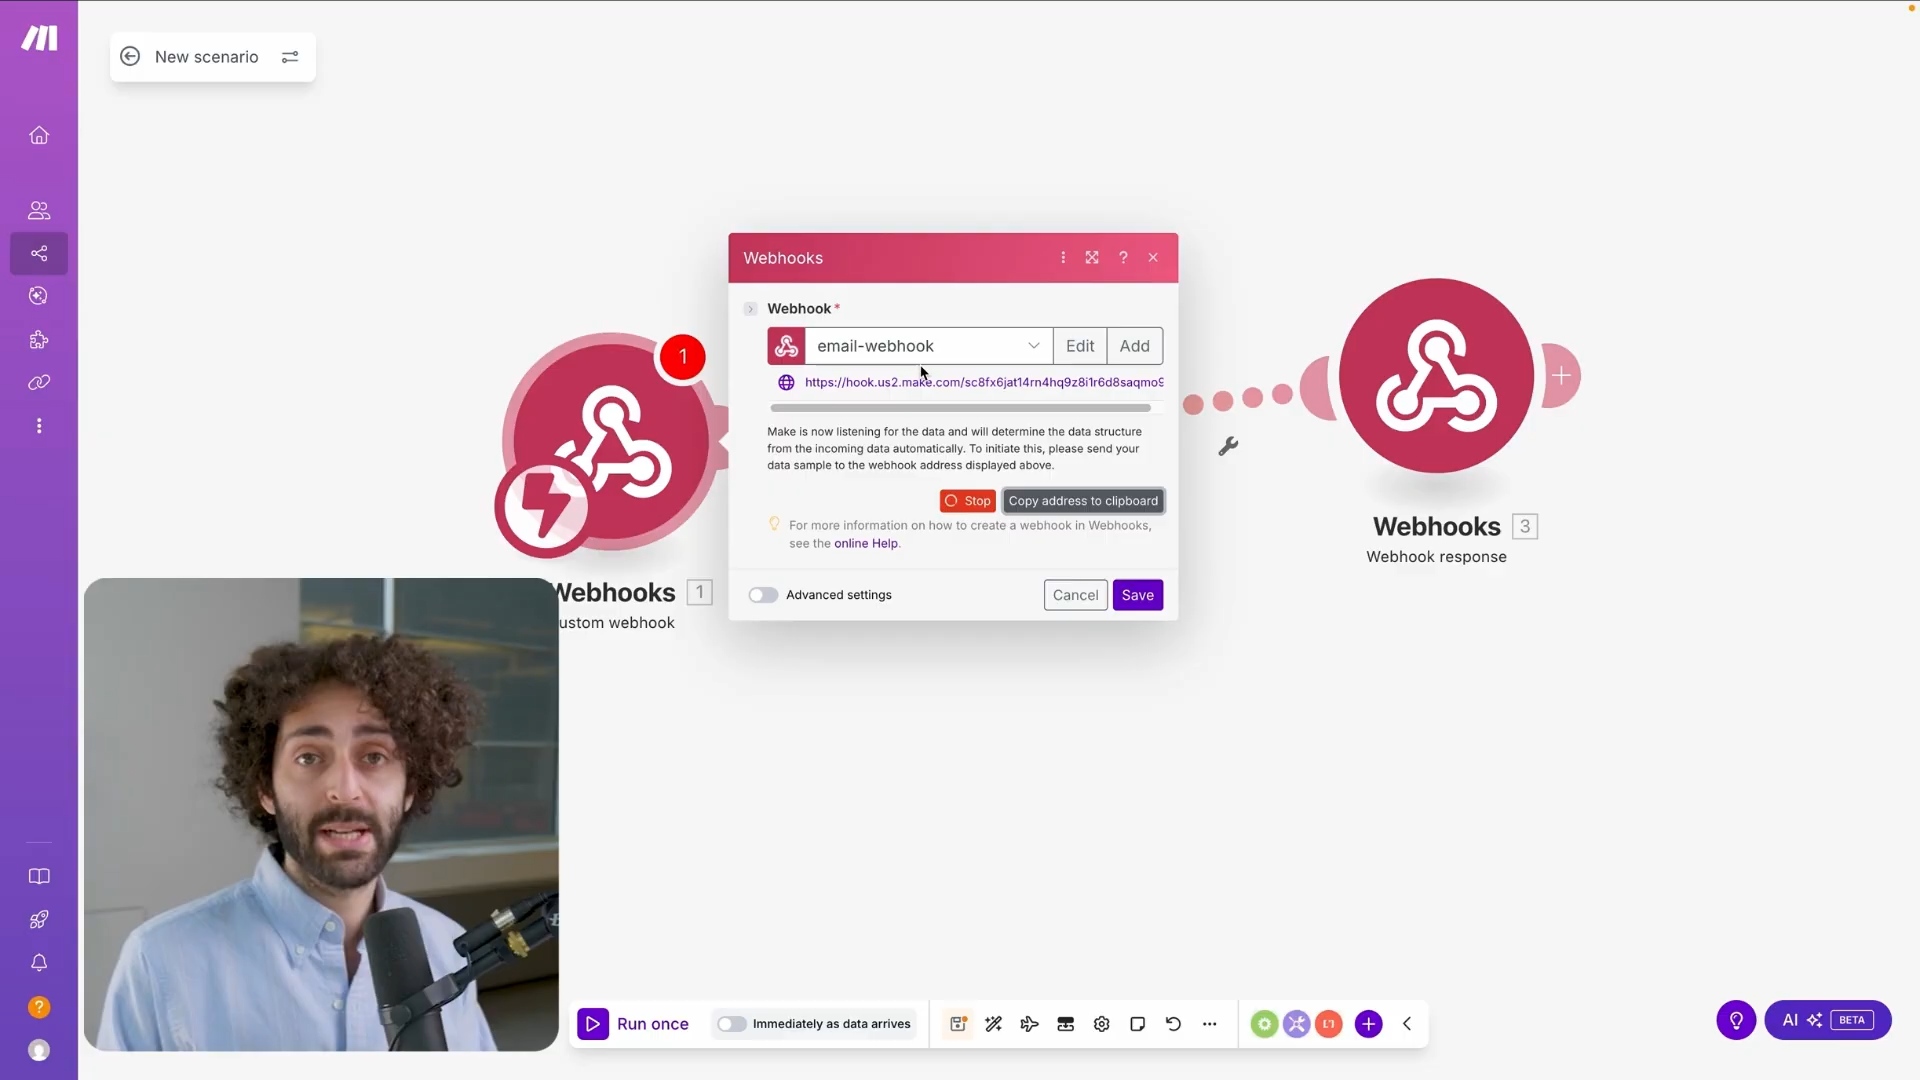 New scenario
Webhooks
Webhook *
email-webhook
Edit
Add
https://hook.us2.make.com/sc8fx6jat14rn4hq9z8i1r6d8saqmo9
Make is now listening for the data and will determine the data structure
from the incoming data automatically. To initiate this, please send your
data sample to the webhook address displayed above.
Stop
Copy address to clipboard
For more information on how to create a webhook in Webhooks,
see the online Help.
Advanced settings
Cancel
Save
1
Webhooks 1
ustom webhook
Webhooks 3
Webhook response
Run once
Immediately as data arrives
AI
BETA